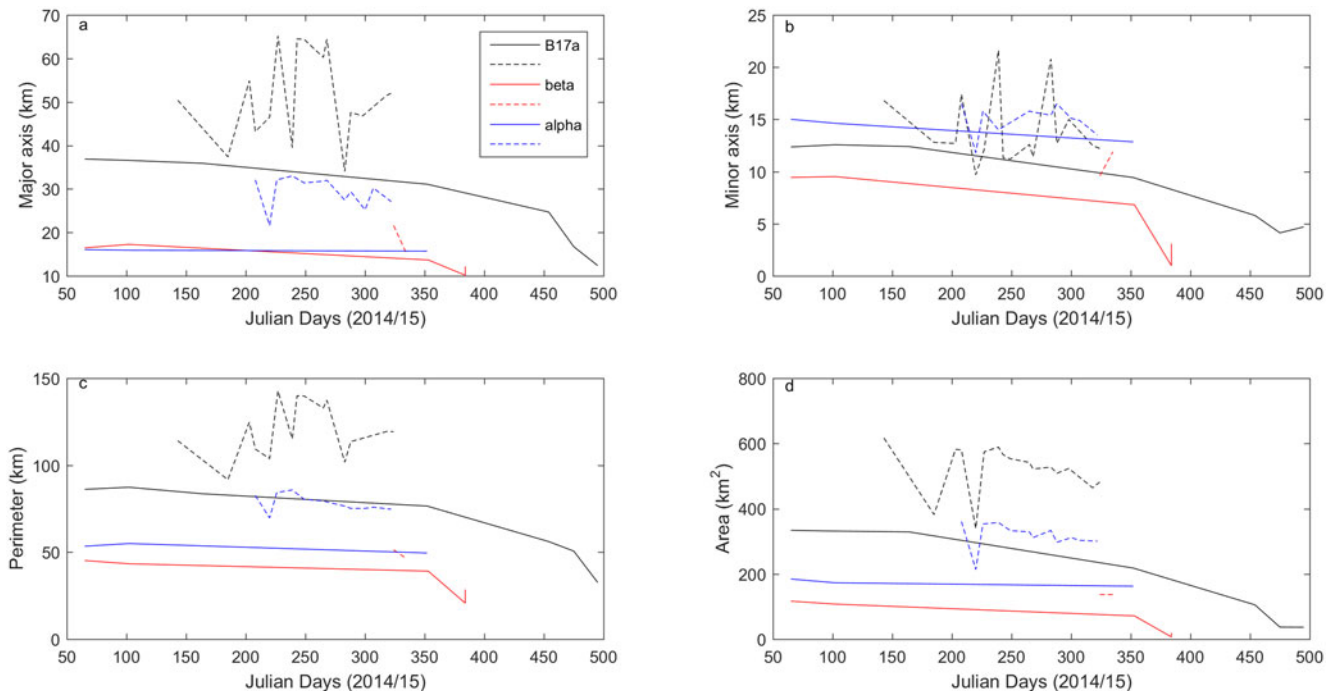 a
70
60
50
40
30
20
10
Major axis (km)
B17a
beta
alpha
50 100 150 200 250 300 350 400 450 500
Julian Days (2014/15)
b
25
20
15
10
5
0
Minor axis (km)
50 100 150 200 250 300 350 400 450 500
Julian Days (2014/15)
c
150
100
50
0
Perimeter (km)
50 100 150 200 250 300 350 400 450 500
Julian Days (2014/15)
d
800
600
400
200
0
Area (km²)
50 100 150 200 250 300 350 400 450 500
Julian Days (2014/15)